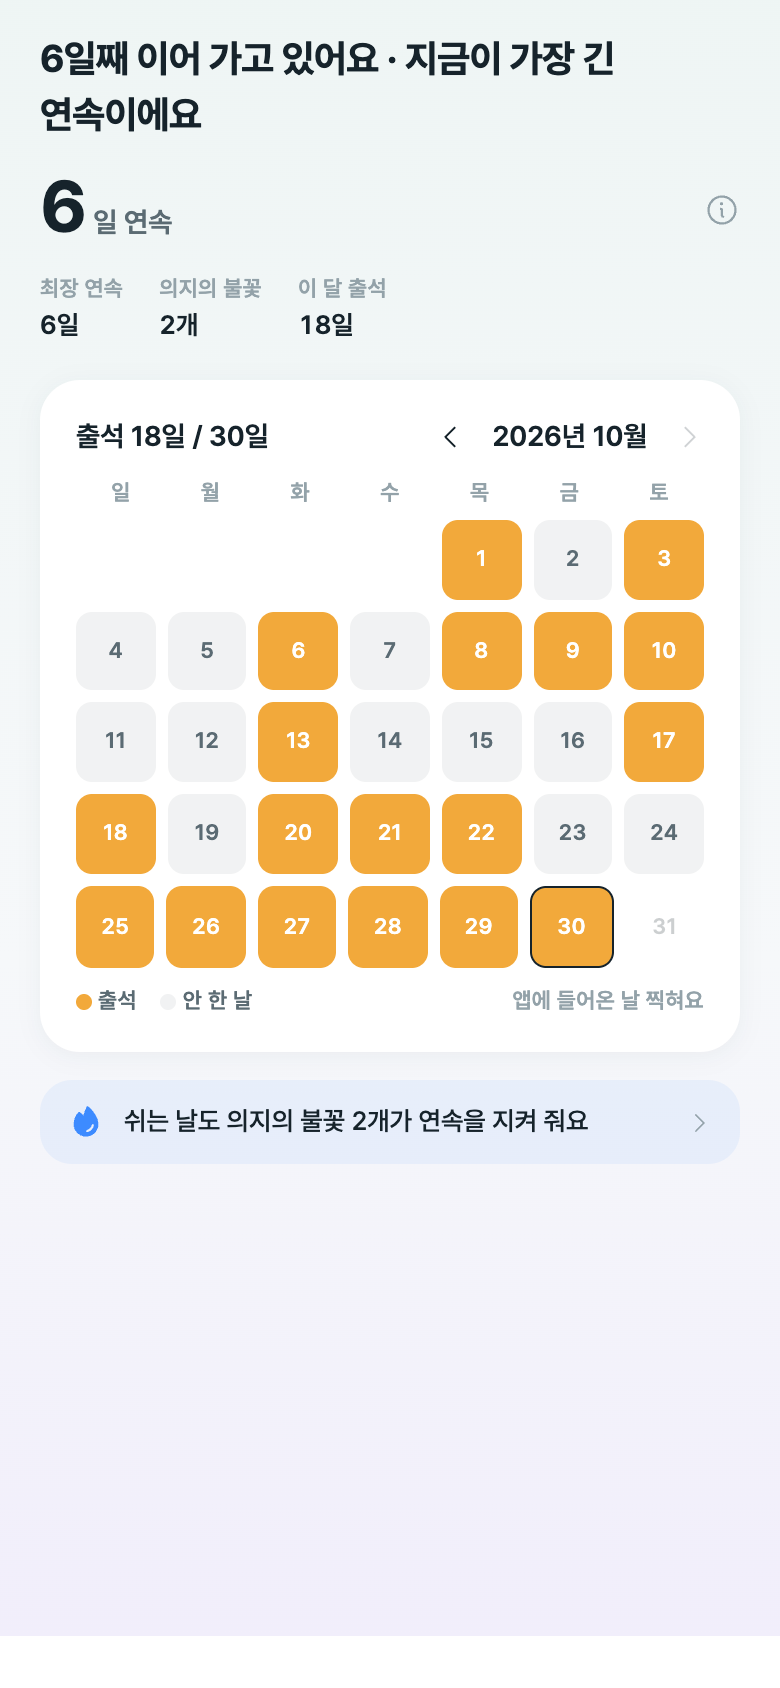 6일째 이어 가고 있어요 · 지금이 가장 긴
연속이에요
6일 연속
최장 연속 의지의 불꽃 이 달 출석
6일 2개 18일
출석 18일 / 30일 2026년 10월
일 월 화 수 목 금 토
1 2 3
4 5 6 7 8 9 10
11 12 13 14 15 16 17
18 19 20 21 22 23 24
25 26 27 28 29 30 31
출석 안 한 날 앱에 들어온 날 찍혀요
쉬는 날도 의지의 불꽃 2개가 연속을 지켜 줘요